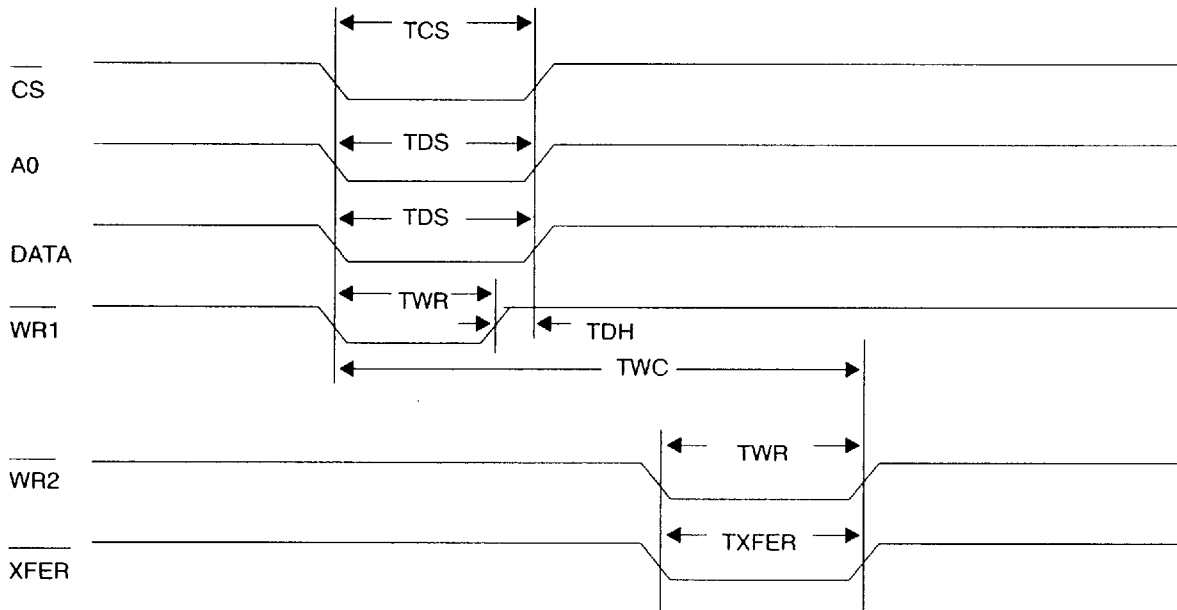 TCS
CS
TDS
A0
TDS
DATA
TWR
WR1
TDH
TWC
TWR
WR2
TXFER
XFER